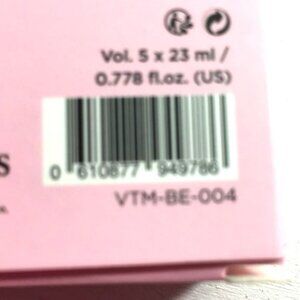 Vol. 5 x 23 ml /
0.778 fl.oz. (US)
S
0 610877 949786
VTM-BE-004